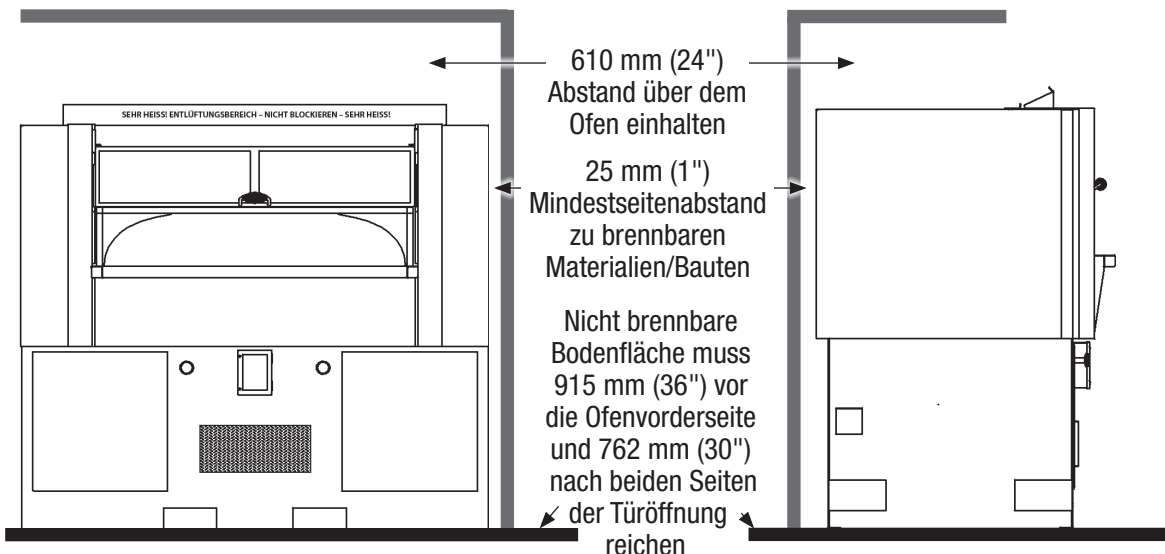 610 mm (24")
Abstand über dem
Ofen einhalten
SEHR HEISS! ENTLÜFTUNGSBEREICH – NICHT BLOCKIEREN – SEHR HEISS!
25 mm (1")
Mindestseitenabstand
zu brennbaren
Materialien/Bauten
Nicht brennbare
Bodenfläche muss
915 mm (36") vor
die Ofenvorderseite
und 762 mm (30")
nach beiden Seiten
der Türöffnung
reichen